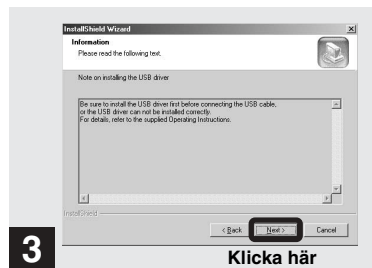 InstallShield Wizard
Information
Please read the following text.
Note on installing the USB driver
Be sure to install the USB driver first before connecting the USB cable,
or the USB driver can not be installed correctly.
For details, refer to the supplied Operating Instructions.
InstallShield
< Back Next > Cancel
3
Klicka här